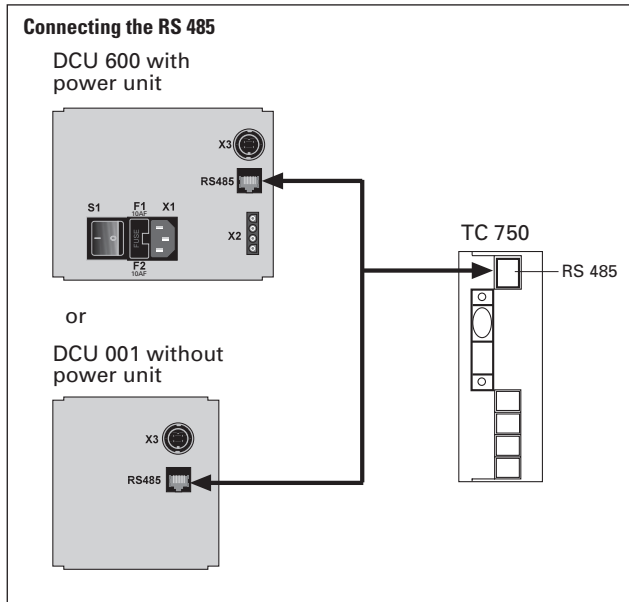 Connecting the RS 485
DCU 600 with
power unit
X3
RS485
S1
F1
10AF
X1
FUSE
F2
10AF
X2
TC 750
RS 485
or
DCU 001 without
power unit
X3
RS485